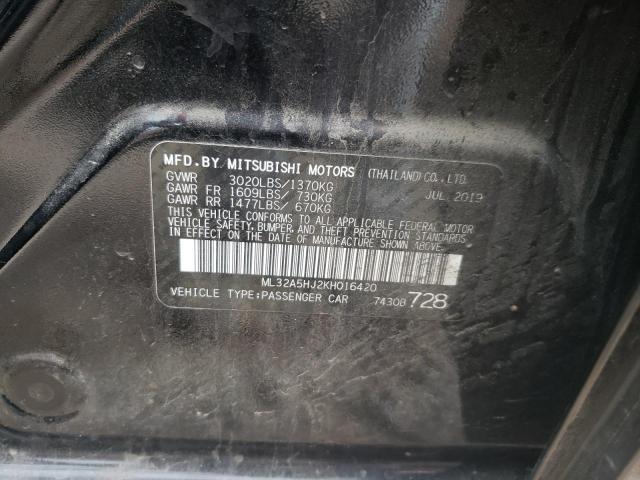 MFD. BY MITSUBISHI MOTORS (THAILAND) CO., LTD.
GVWR 3020LBS/1370KG JUL 2019
GAWR FR 1609LBS/ 730KG
GAWR RR 1477LBS/ 670KG
THIS VEHICLE CONFORMS TO ALL APPLICABLE FEDERAL MOTOR
VEHICLE SAFETY, BUMPER, AND THEFT PREVENTION STANDARDS
IN EFFECT ON THE DATE OF MANUFACTURE SHOWN ABOVE.
ML32A5HJ2KH016420
VEHICLE TYPE:PASSENGER CAR 7430B 728